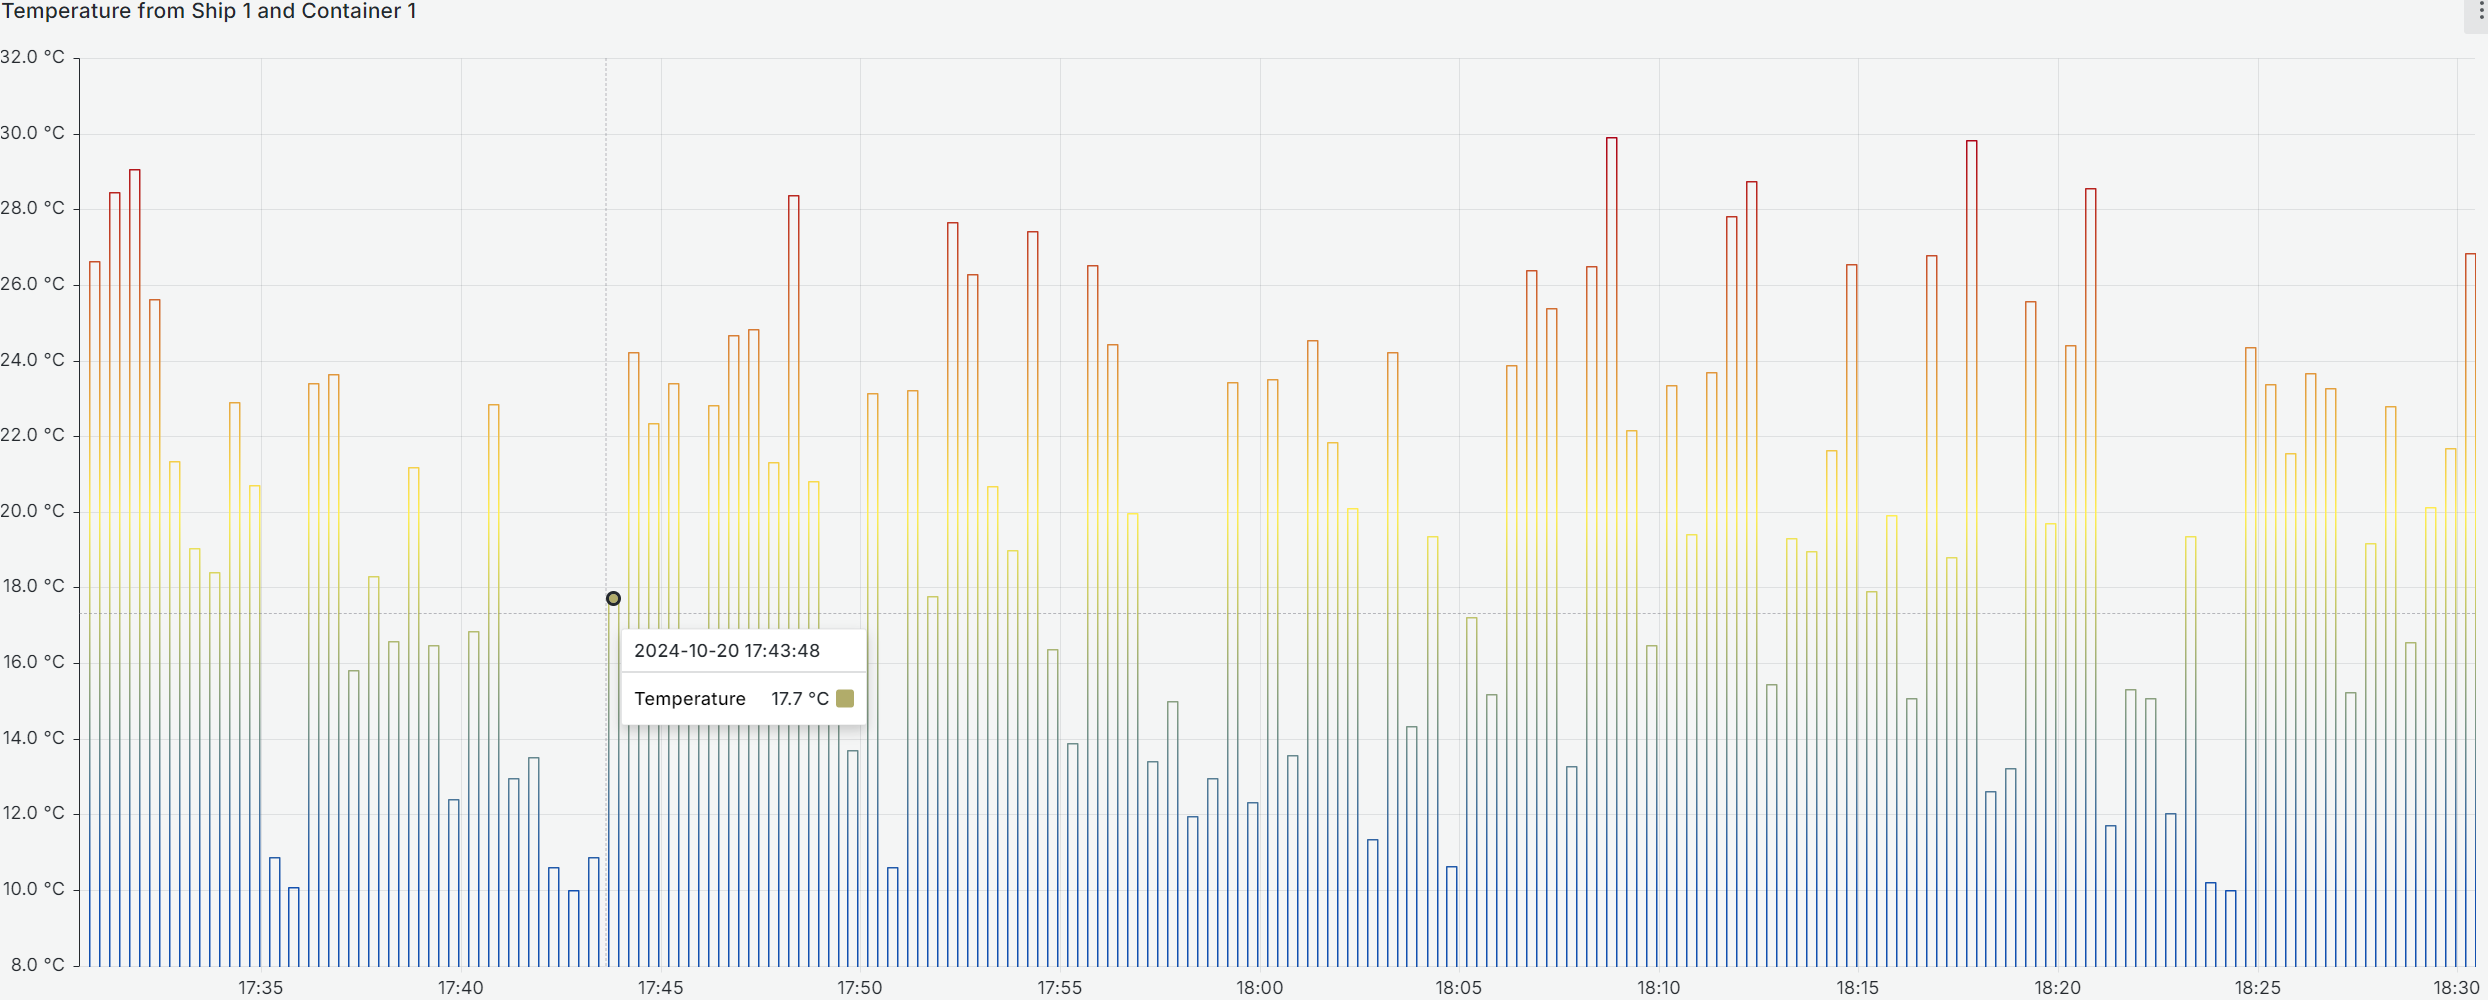 Temperature from Ship 1 and Container 1
32.0 °C
30.0 °C
28.0 °C
26.0 °C
24.0 °C
22.0 °C
20.0 °C
18.0 °C
16.0 °C
14.0 °C
12.0 °C
10.0 °C
8.0 °C
2024-10-20 17:43:48
Temperature 17.7 °C
17:35 17:40 17:45 17:50 17:55 18:00 18:05 18:10 18:15 18:20 18:25 18:30